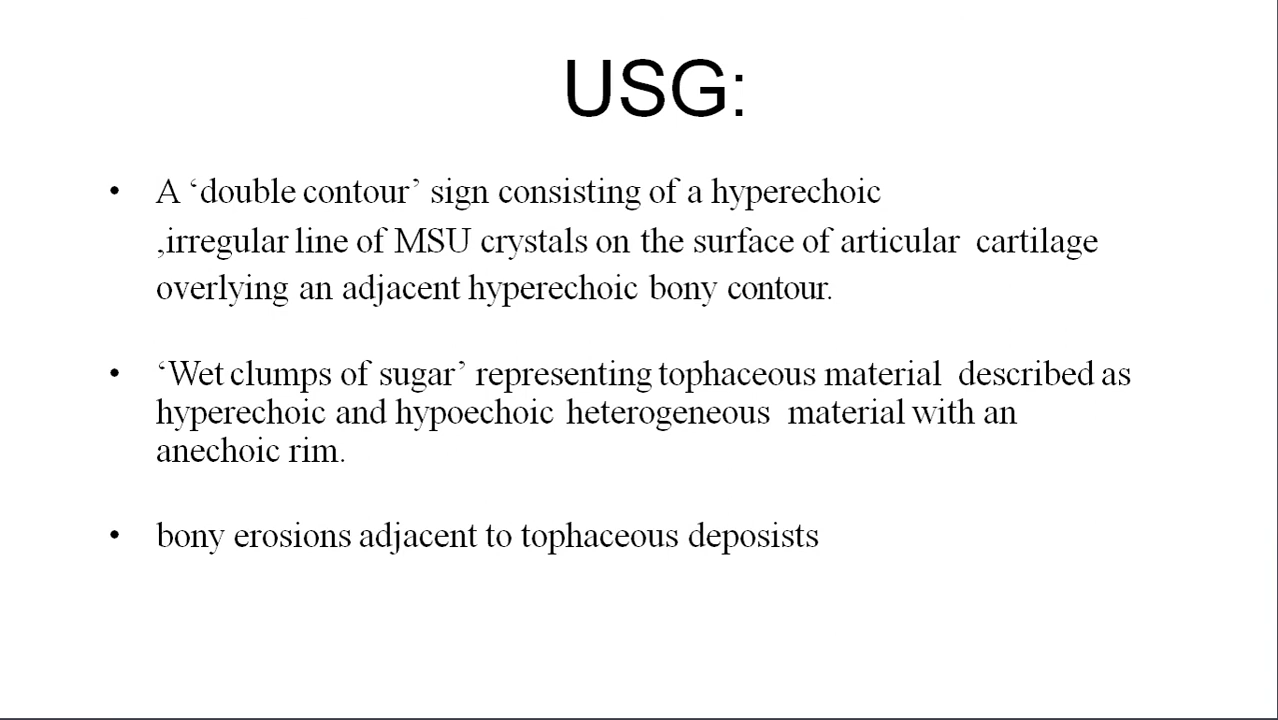 USG:
• A ‘double contour’ sign consisting of a hyperechoic
,irregular line of MSU crystals on the surface of articular cartilage
overlying an adjacent hyperechoic bony contour.
• ‘Wet clumps of sugar’ representing tophaceous material described as
hyperechoic and hypoechoic heterogeneous material with an
anechoic rim.
• bony erosions adjacent to tophaceous deposists